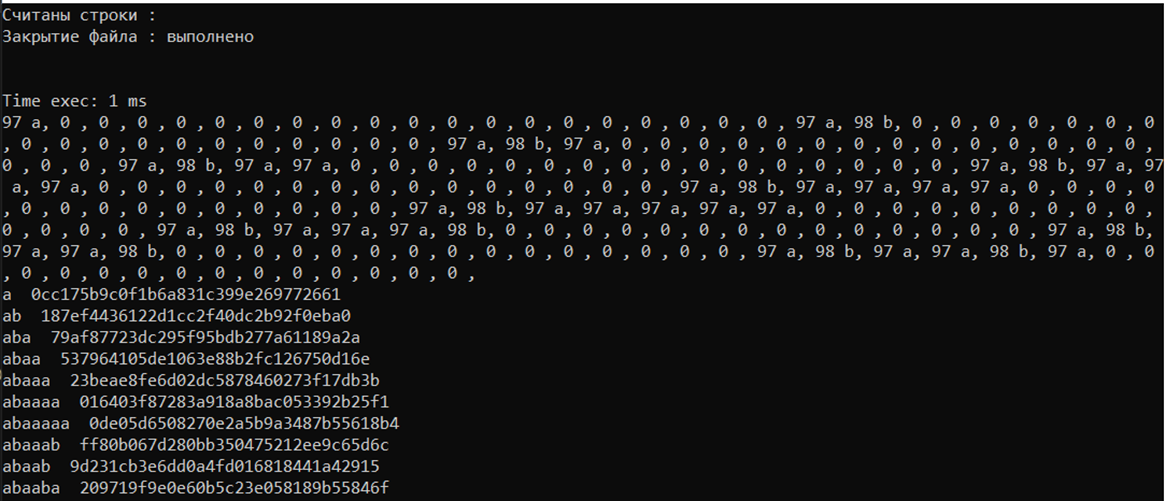 Считаны строки :
Закрытие файла : выполнено
Time exec: 1 ms
97 a, 0 , 0 , 0 , 0 , 0 , 0 , 0 , 0 , 0 , 0 , 0 , 0 , 0 , 0 , 0 , 0 , 0 , 0 , 0 , 97 a, 98 b, 0 , 0 , 0 , 0 , 0 , 0 , 0
, 0 , 0 , 0 , 0 , 0 , 0 , 0 , 0 , 0 , 0 , 0 , 97 a, 98 b, 97 a, 0 , 0 , 0 , 0 , 0 , 0 , 0 , 0 , 0 , 0 , 0 , 0 , 0 , 0 ,
0 , 0 , 0 , 97 a, 98 b, 97 a, 97 a, 0 , 0 , 0 , 0 , 0 , 0 , 0 , 0 , 0 , 0 , 0 , 0 , 0 , 0 , 0 , 0 , 97 a, 98 b, 97 a, 97
a, 97 a, 0 , 0 , 0 , 0 , 0 , 0 , 0 , 0 , 0 , 0 , 0 , 0 , 0 , 0 , 0 , 97 a, 98 b, 97 a, 97 a, 97 a, 97 a, 0 , 0 , 0 , 0
, 0 , 0 , 0 , 0 , 0 , 0 , 0 , 0 , 0 , 0 , 97 a, 98 b, 97 a, 97 a, 97 a, 97 a, 97 a, 0 , 0 , 0 , 0 , 0 , 0 , 0 , 0 , 0 ,
0 , 0 , 0 , 0 , 97 a, 98 b, 97 a, 97 a, 97 a, 98 b, 0 , 0 , 0 , 0 , 0 , 0 , 0 , 0 , 0 , 0 , 0 , 0 , 0 , 0 , 97 a, 98 b,
97 a, 97 a, 98 b, 0 , 0 , 0 , 0 , 0 , 0 , 0 , 0 , 0 , 0 , 0 , 0 , 0 , 0 , 0 , 97 a, 98 b, 97 a, 97 a, 98 b, 97 a, 0 , 0
, 0 , 0 , 0 , 0 , 0 , 0 , 0 , 0 , 0 , 0 , 0 , 0 ,
a  0cc175b9c0f1b6a831c399e269772661
ab  187ef4436122d1cc2f40dc2b92f0eba0
aba  79af87723dc295f95bdb277a61189a2a
abaa  537964105de1063e88b2fc126750d16e
abaaa  23beae8fe6d02dc5878460273f17db3b
abaaaa  016403f87283a918a8bac053392b25f1
abaaaaa  0de05d6508270e2a5b9a3487b55618b4
abaaab  ff80b067d280bb350475212ee9c65d6c
abaab  9d231cb3e6dd0a4fd016818441a42915
abaaba  209719f9e0e60b5c23e058189b55846f